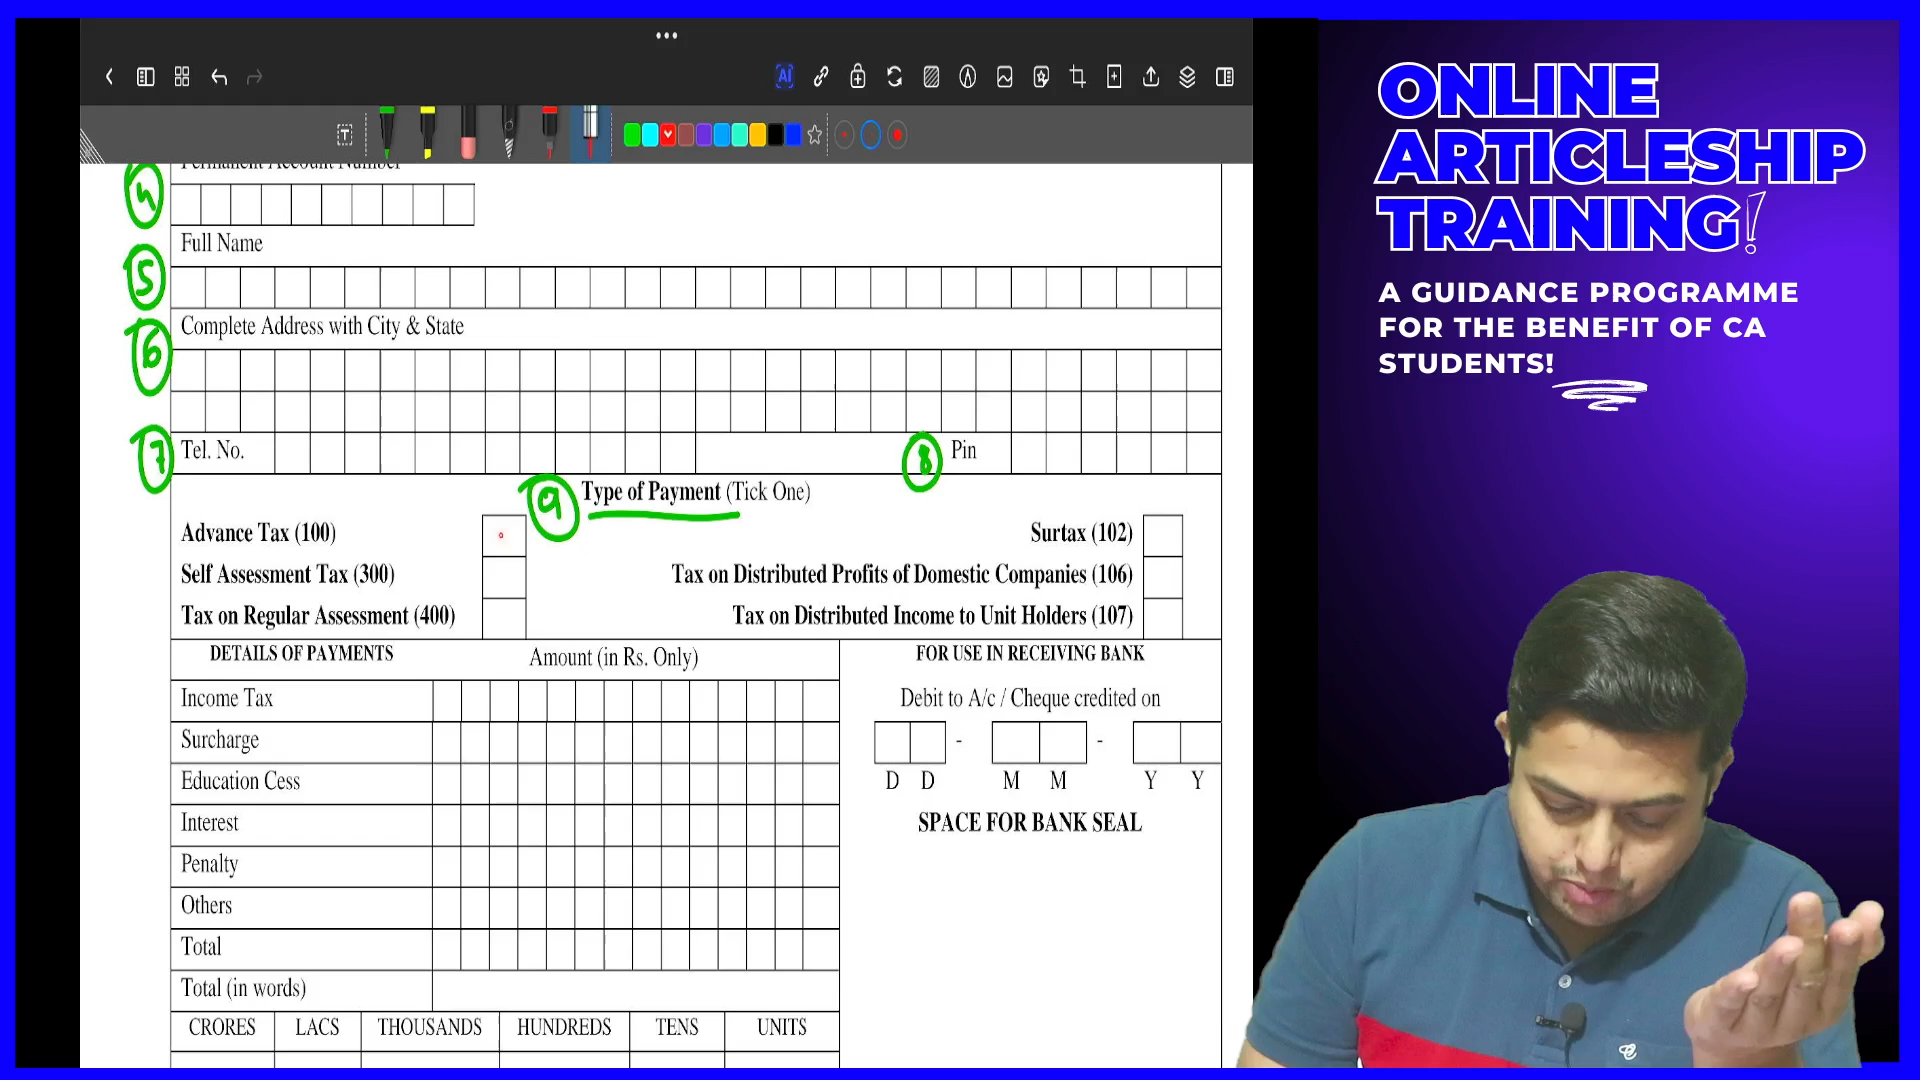 AI
T
ONLINE
ARTICLESHIP
TRAINING!
A GUIDANCE PROGRAMME
FOR THE BENEFIT OF CA
STUDENTS!
Permanent Account Number
4
Full Name
5
Complete Address with City & State
6
7 Tel. No. 8 Pin
9 Type of Payment (Tick One)
Advance Tax (100) Surtax (102)
Self Assessment Tax (300) Tax on Distributed Profits of Domestic Companies (106)
Tax on Regular Assessment (400) Tax on Distributed Income to Unit Holders (107)
DETAILS OF PAYMENTS Amount (in Rs. Only) FOR USE IN RECEIVING BANK
Income Tax Debit to A/c / Cheque credited on
Surcharge - -
Education Cess D D M M Y Y
Interest SPACE FOR BANK SEAL
Penalty
Others
Total
Total (in words)
CRORES LACS THOUSANDS HUNDREDS TENS UNITS